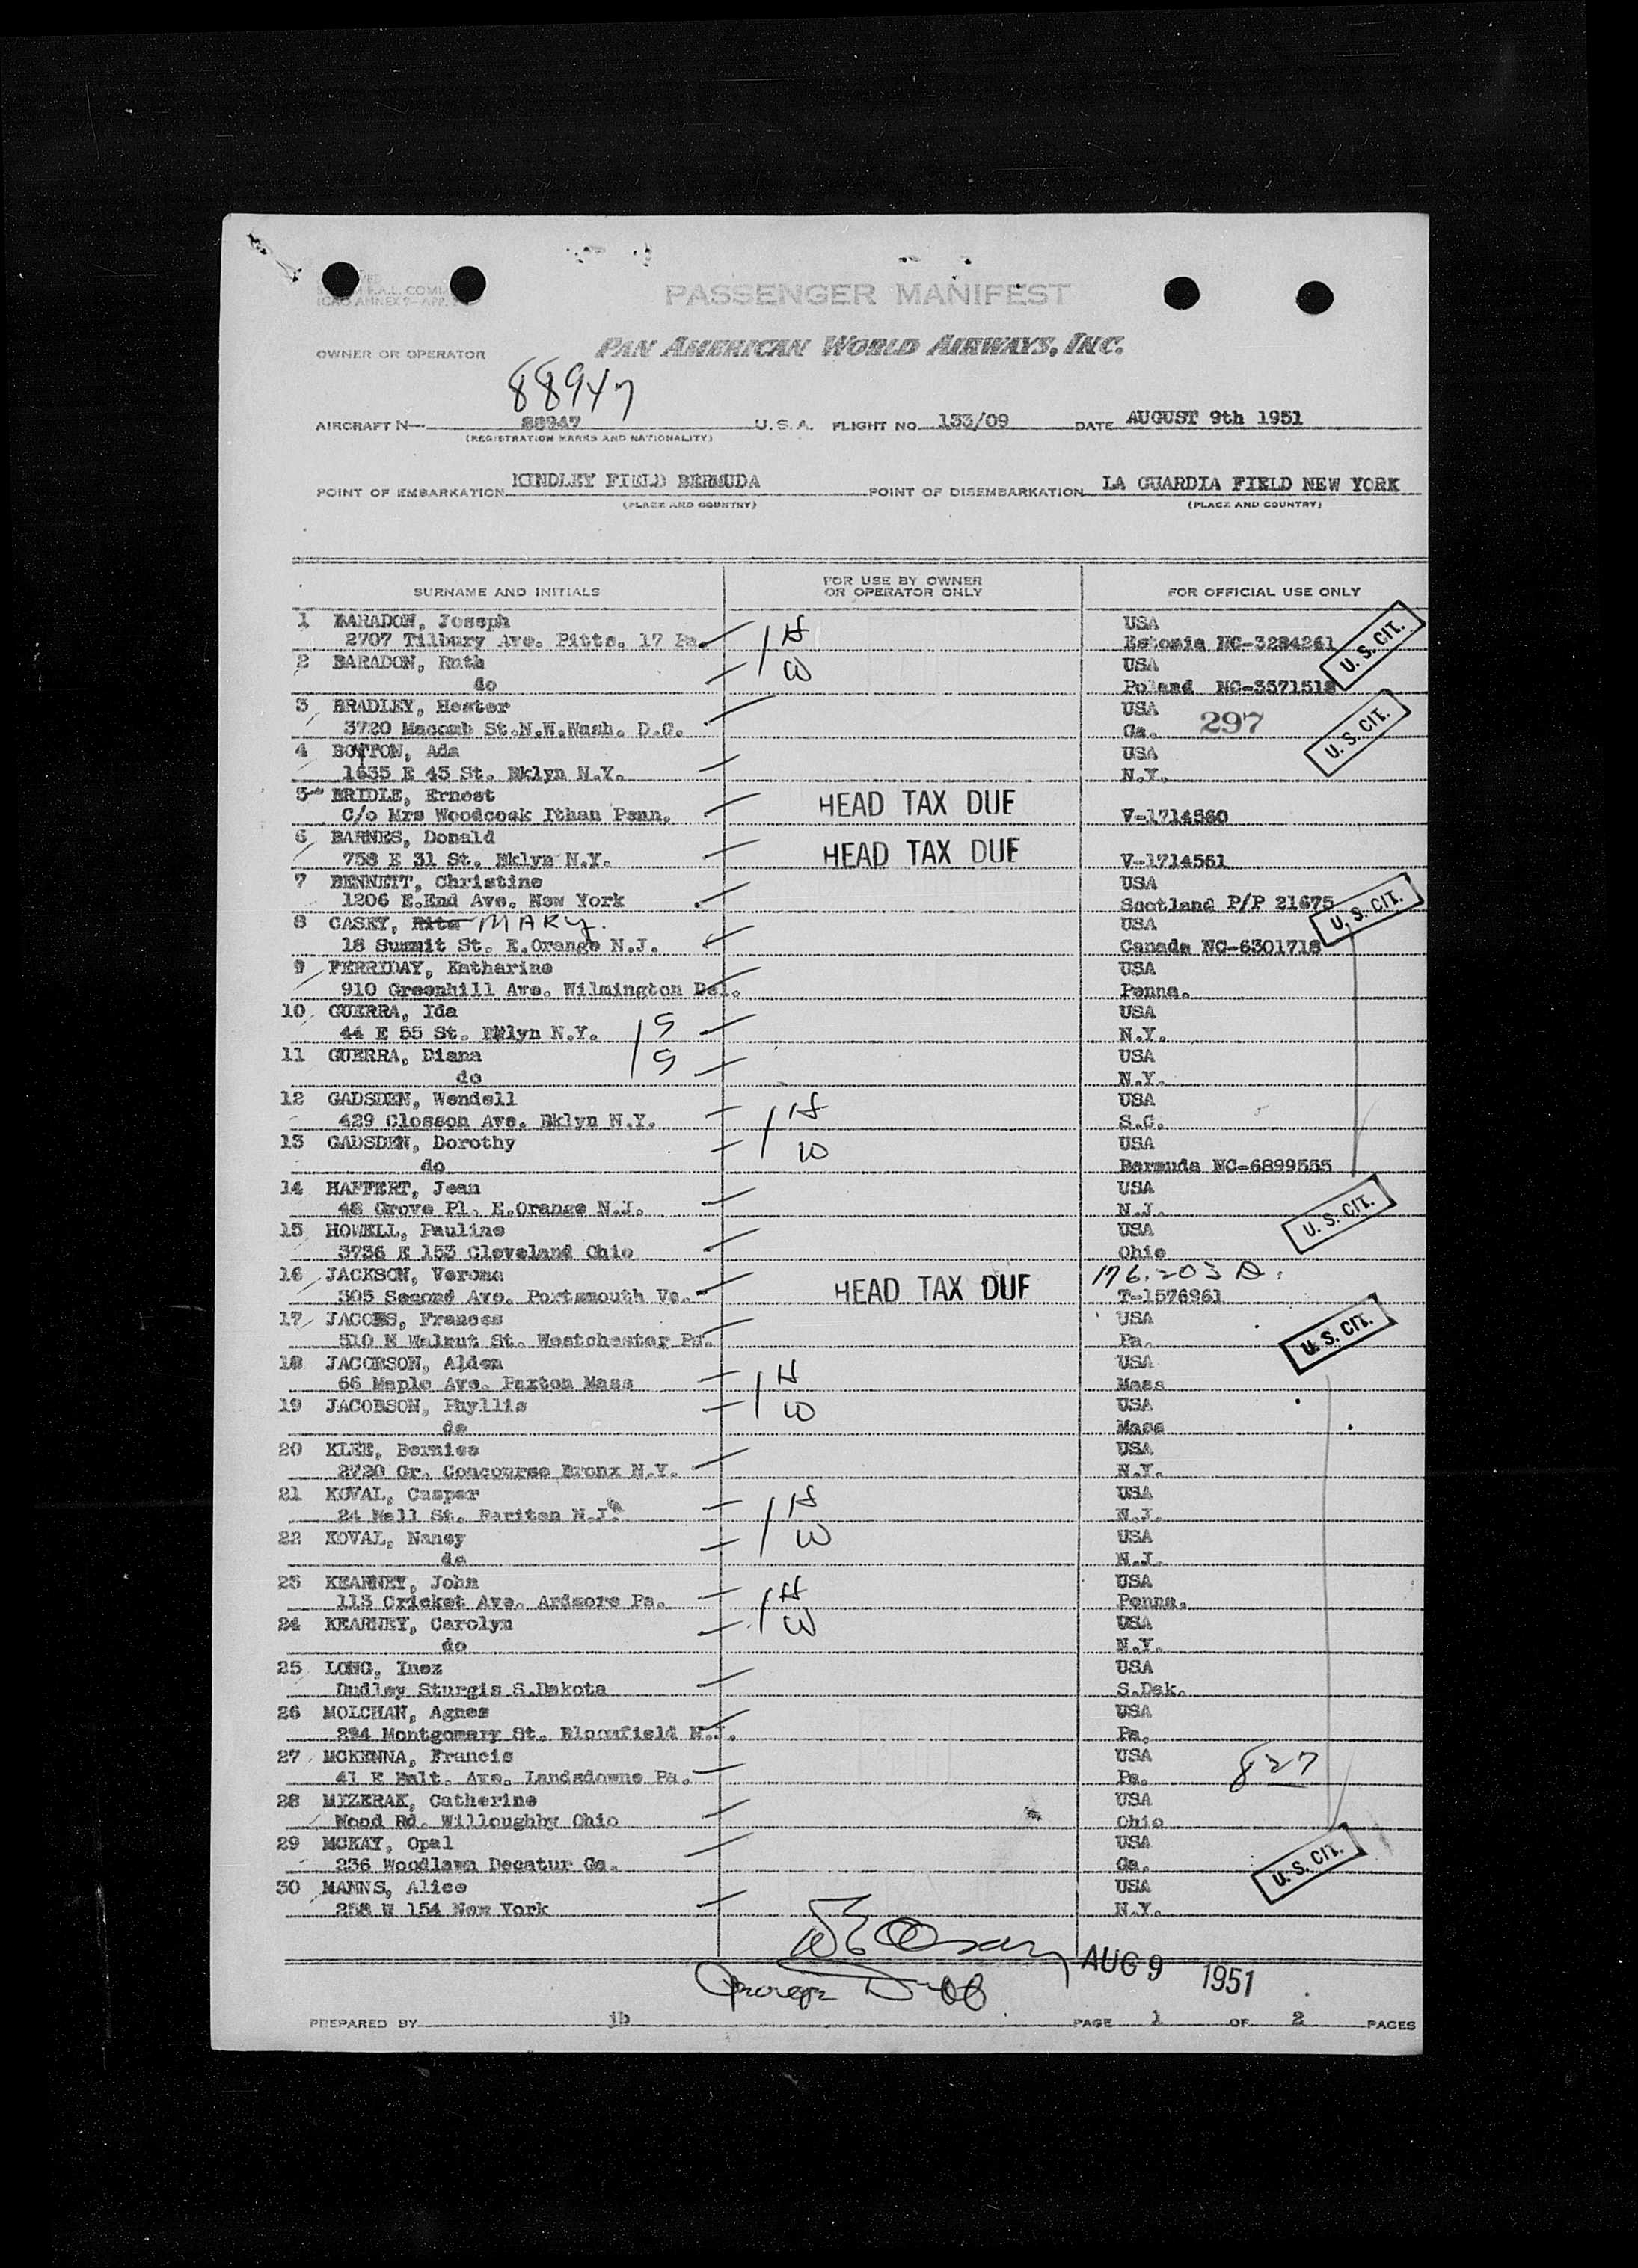 PASSENGER MANIFEST
OWNER OR OPERATOR PAN AMERICAN WORLD AIRWAYS, INC.
88947
AIRCRAFT N— 88947 U.S.A. FLIGHT NO. 133/09 DATE AUGUST 9th 1951
(REGISTRATION MARKS AND NATIONALITY)
POINT OF EMBARKATION KINDLEY FIELD BERMUDA POINT OF DISEMBARKATION LA GUARDIA FIELD NEW YORK
(PLACE AND COUNTRY) (PLACE AND COUNTRY)
SURNAME AND INITIALS FOR USE BY OWNER OR OPERATOR ONLY FOR OFFICIAL USE ONLY
1 BARADON, Joseph H USA
2707 Tilbury Ave. Pitts. 17 Pa. Estonia NC-3284261 U.S. CIT.
2 BARADON, Ruth W USA
do Poland NC-3571518
3 BRADLEY, Hester USA
3720 Macomb St.N.W.Wash. D.C. Ga. 297 U.S. CIT.
4 BOTTON, Ada USA
1635 E 45 St. Bklyn N.Y. N.Y.
5 BRIDLE, Ernest HEAD TAX DUE
C/o Mrs Woodcock Ithan Penn. V-1714560
6 BARNES, Donald HEAD TAX DUE
758 E 31 St. Bklyn N.Y. V-1714561
7 BENNETT, Christine USA
1206 E.End Ave. New York Scotland P/P 21675 U.S. CIT.
8 CASEY, Rita MARY. USA
18 Summit St. E.Orange N.J. Canada NC-6301718
9 FERRIDAY, Katharine USA
910 Greenhill Ave. Wilmington Del. Penna.
10 GUERRA, Ida S USA
44 E 55 St. Bklyn N.Y. N.Y.
11 GUERRA, Diana S USA
do N.Y.
12 GADSDEN, Wendell H USA
429 Closson Ave. Bklyn N.Y. S.C.
13 GADSDEN, Dorothy W USA
do Bermuda NC-6899555
14 HAFFERT, Jean USA
48 Grove Pl. E.Orange N.J. N.J. U.S. CIT.
15 HOWELL, Pauline USA
3736 E 153 Cleveland Ohio Ohio
16 JACKSON, Verona HEAD TAX DUE
305 Second Ave. Portsmouth Va. T-1576961
17 JACOBS, Frances USA
510 N Walnut St. Westchester Pa. Pa. U.S. CIT.
18 JACOBSON, Alden H USA
66 Maple Ave. Paxton Mass Mass
19 JACOBSON, Phyllis W USA
do Mass
20 KLEE, Bernice USA
2720 Gr. Concourse Bronx N.Y. N.Y.
21 KOVAL, Casper H USA
24 Wall St. Raritan N.J. N.J.
22 KOVAL, Nancy W USA
do N.J.
23 KEARNEY, John H USA
113 Cricket Ave. Ardmore Pa. Penna.
24 KEARNEY, Carolyn W USA
do N.Y.
25 LONG, Inez USA
Dudley Sturgis S.Dakota S.Dak.
26 MOLCHAN, Agnes USA
294 Montgomery St. Bloomfield N.J. Pa.
27 MCKENNA, Francis USA
41 E Balt. Ave. Landsdowne Pa. Pa. 827
28 MIZERAK, Catherine USA
Wood Rd. Willoughby Ohio Ohio
29 MCKAY, Opal USA
236 Woodlawn Decatur Ga. Ga. U.S. CIT.
30 MANNS, Alice USA
258 W 154 New York N.Y.
AUG 9 1951
PREPARED BY jb PAGE 1 OF 2 PAGES